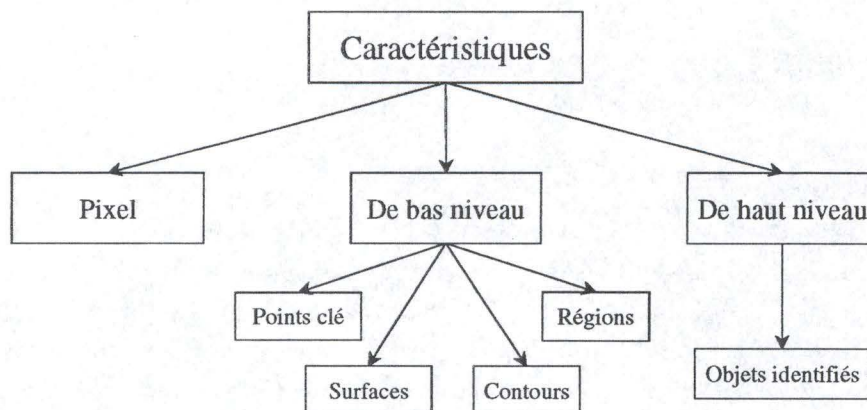 Caractéristiques
Pixel
De bas niveau
De haut niveau
Points clé
Régions
Surfaces
Contours
Objets identifiés